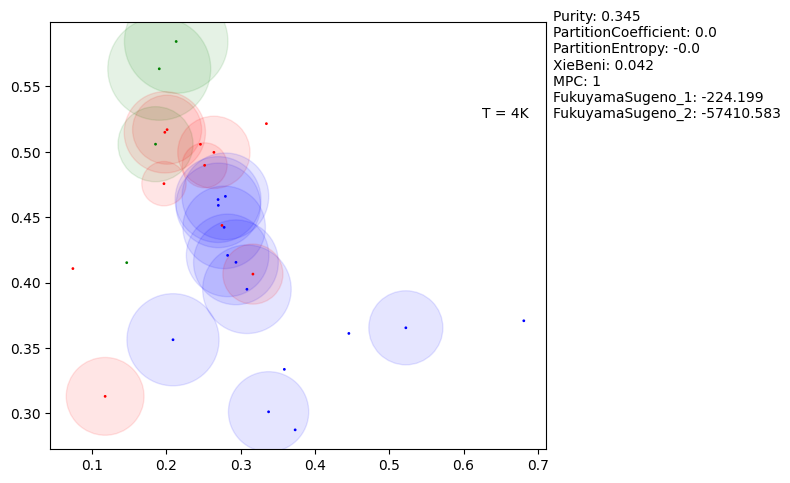 Purity: 0.345
PartitionCoefficient: 0.0
PartitionEntropy: -0.0
XieBeni: 0.042
MPC: 1
FukuyamaSugeno_1: -224.199
FukuyamaSugeno_2: -57410.583
T = 4K
0.55
0.50
0.45
0.40
0.35
0.30
0.1 0.2 0.3 0.4 0.5 0.6 0.7